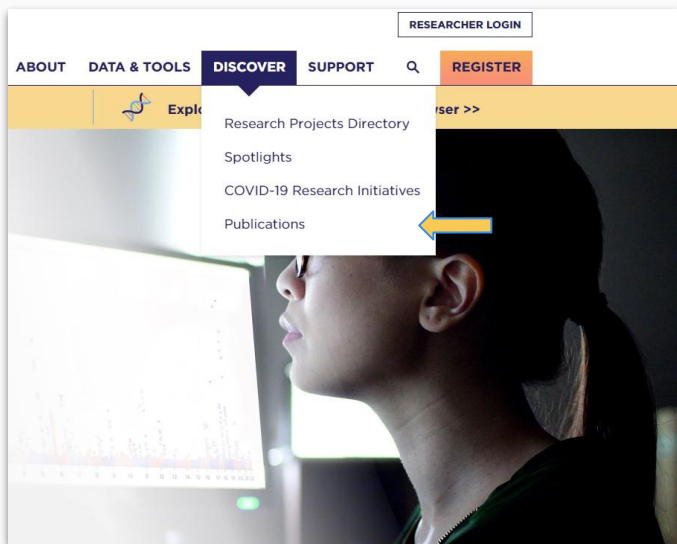 RESEARCHER LOGIN
ABOUT DATA & TOOLS DISCOVER SUPPORT REGISTER
>>
Research Projects Directory
Spotlights
COVID-19 Research Initiatives
Publications